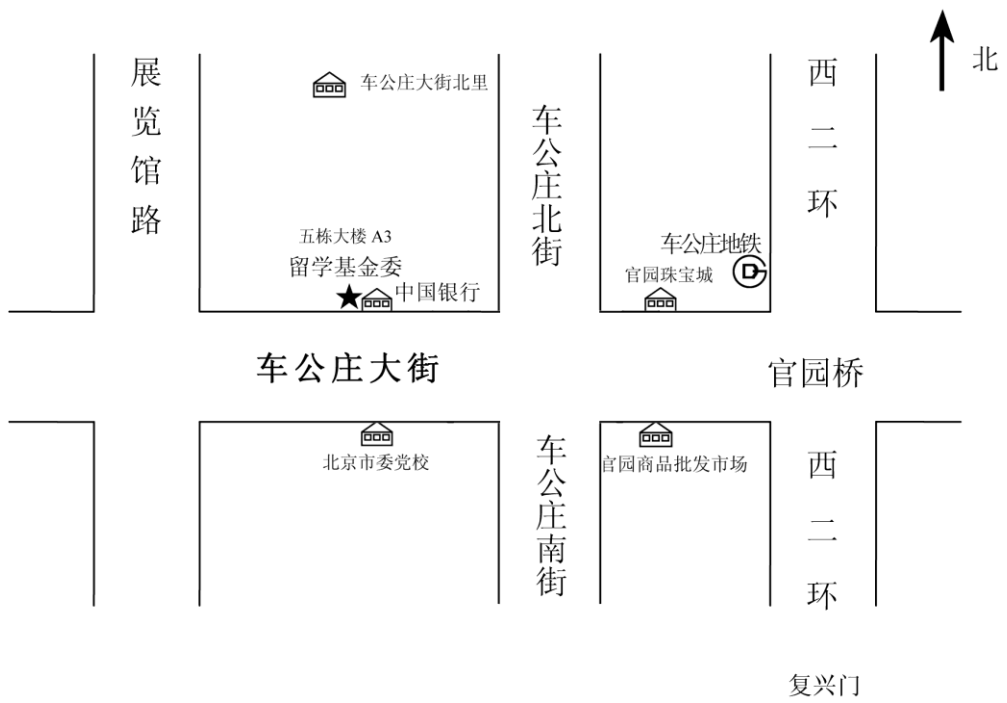 北
展览馆路
车公庄大街北里
车公庄北街
西二环
五栋大楼 A3
留学基金委
中国银行
车公庄地铁
官园珠宝城
D
车公庄大街
官园桥
北京市委党校
车公庄南街
官园商品批发市场
西二环
复兴门